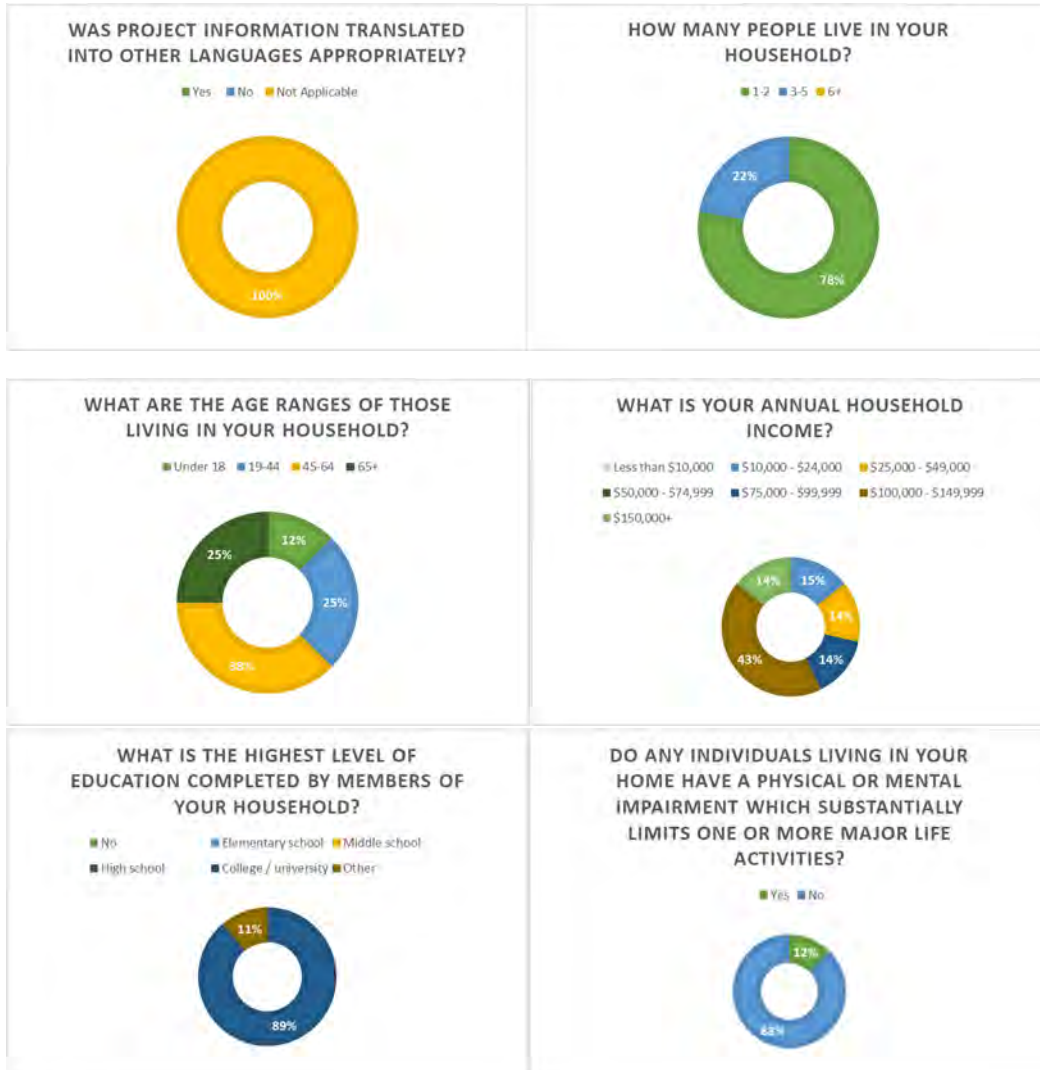 WAS PROJECT INFORMATION TRANSLATED
INTO OTHER LANGUAGES APPROPRIATELY?
Yes No Not Applicable
100%
HOW MANY PEOPLE LIVE IN YOUR
HOUSEHOLD?
1-2 3-5 6+
22%
78%
WHAT ARE THE AGE RANGES OF THOSE
LIVING IN YOUR HOUSEHOLD?
Under 18 19-44 45-64 65+
12%
25%
25%
38%
WHAT IS YOUR ANNUAL HOUSEHOLD
INCOME?
Less than $10,000 $10,000 - $24,000 $25,000 - $49,000
$50,000 - $74,999 $75,000 - $99,999 $100,000 - $149,999
$150,000+
14% 15%
14%
43% 14%
WHAT IS THE HIGHEST LEVEL OF
EDUCATION COMPLETED BY MEMBERS OF
YOUR HOUSEHOLD?
No Elementary school Middle school
High school College / university Other
11%
89%
DO ANY INDIVIDUALS LIVING IN YOUR
HOME HAVE A PHYSICAL OR MENTAL
IMPAIRMENT WHICH SUBSTANTIALLY
LIMITS ONE OR MORE MAJOR LIFE
ACTIVITIES?
Yes No
12%
88%